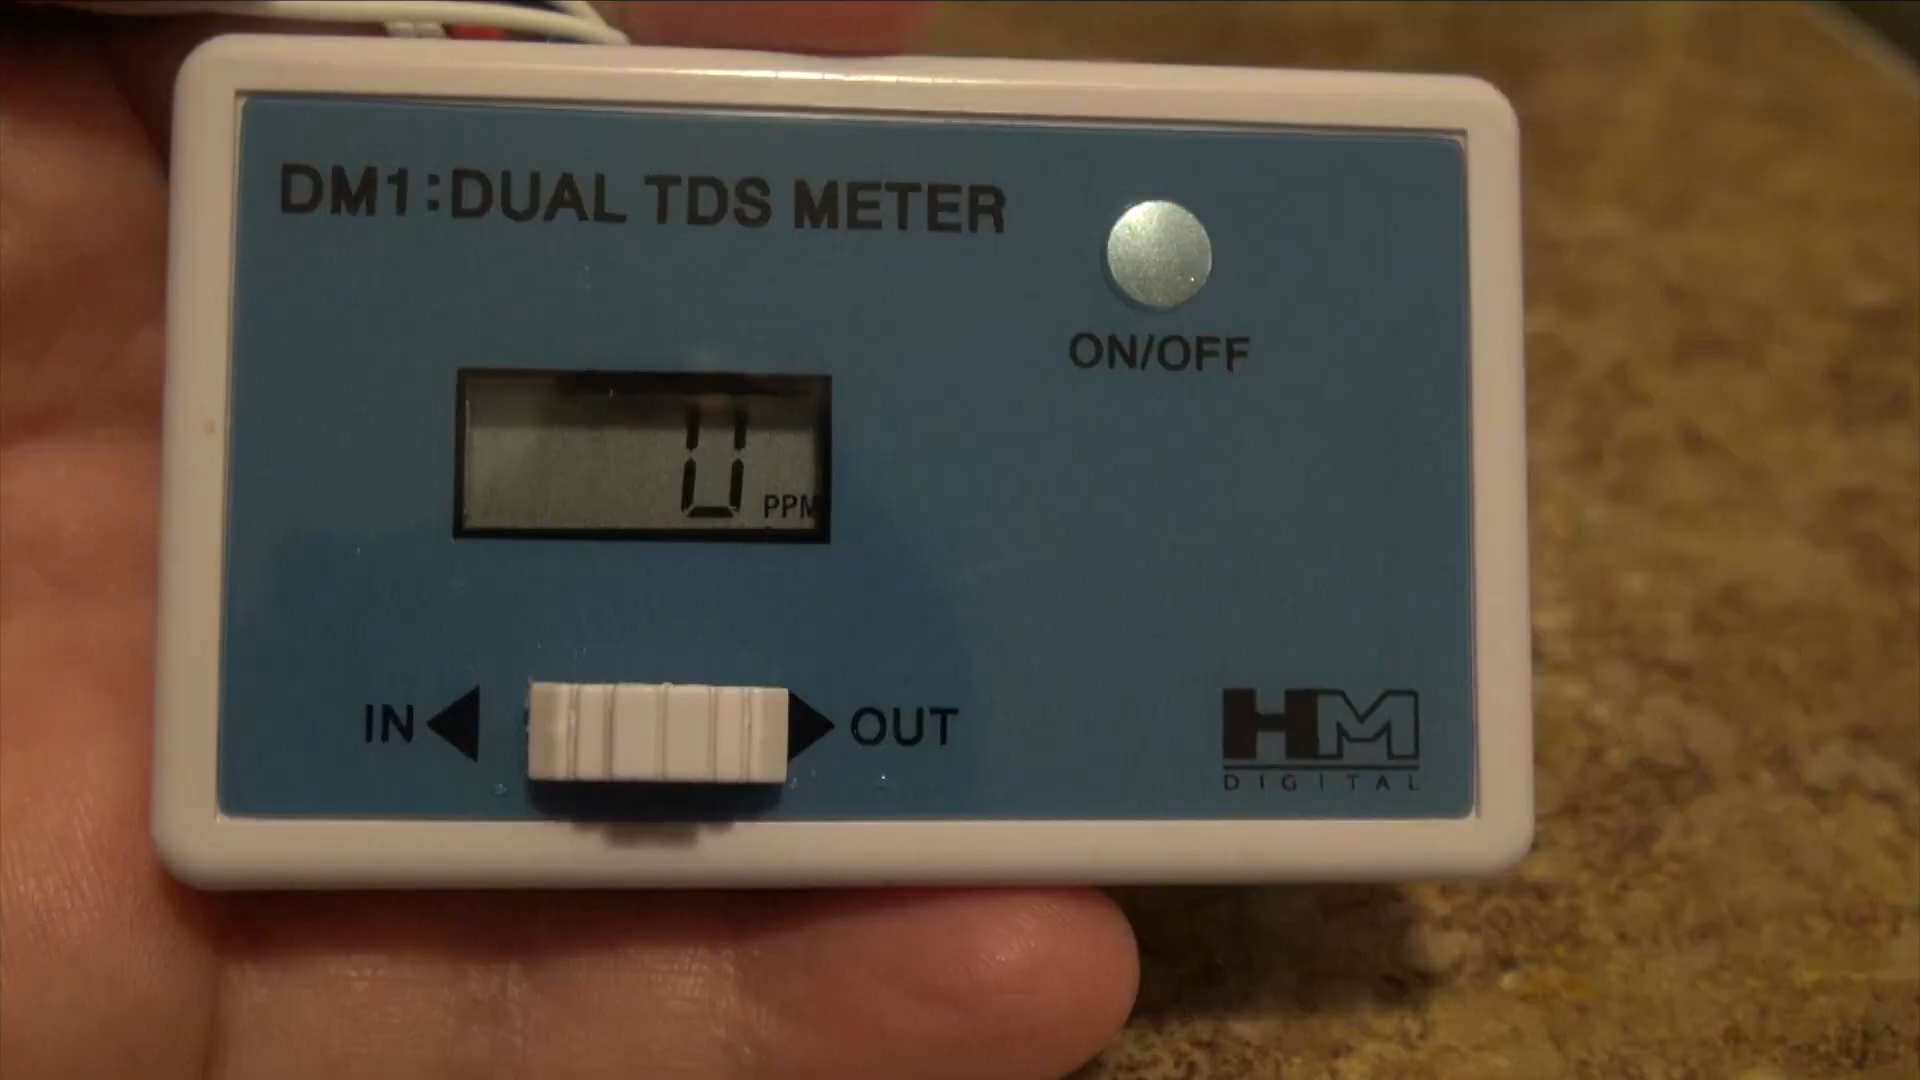 DM1:DUAL TDS METER
ON/OFF
0 PPM
IN OUT
HM
DIGITAL